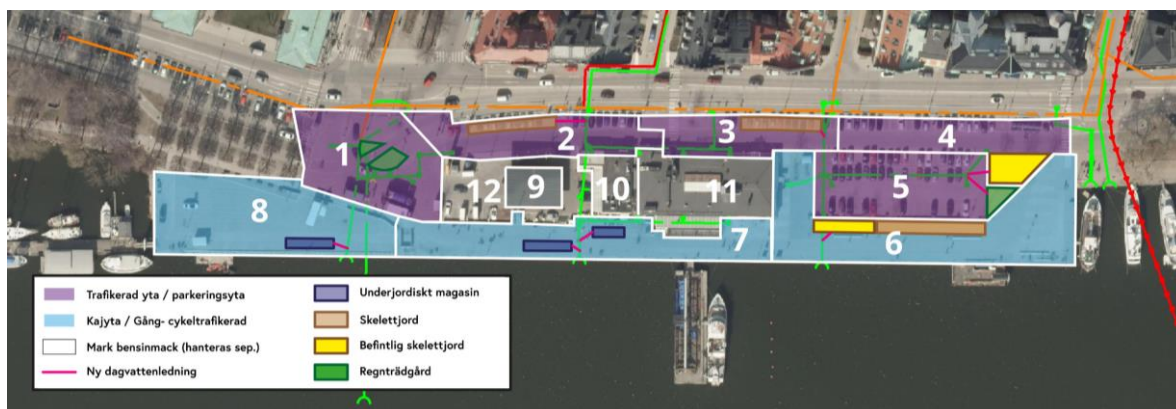 1
2
3
4
5
6
7
8
9
10
11
12
Trafikerad yta / parkeringsyta
Kajyta / Gång- cykeltrafikerad
Mark bensinmack (hanteras sep.)
Ny dagvattenledning
Underjordiskt magasin
Skelettjord
Befintlig skelettjord
Regnträdgård